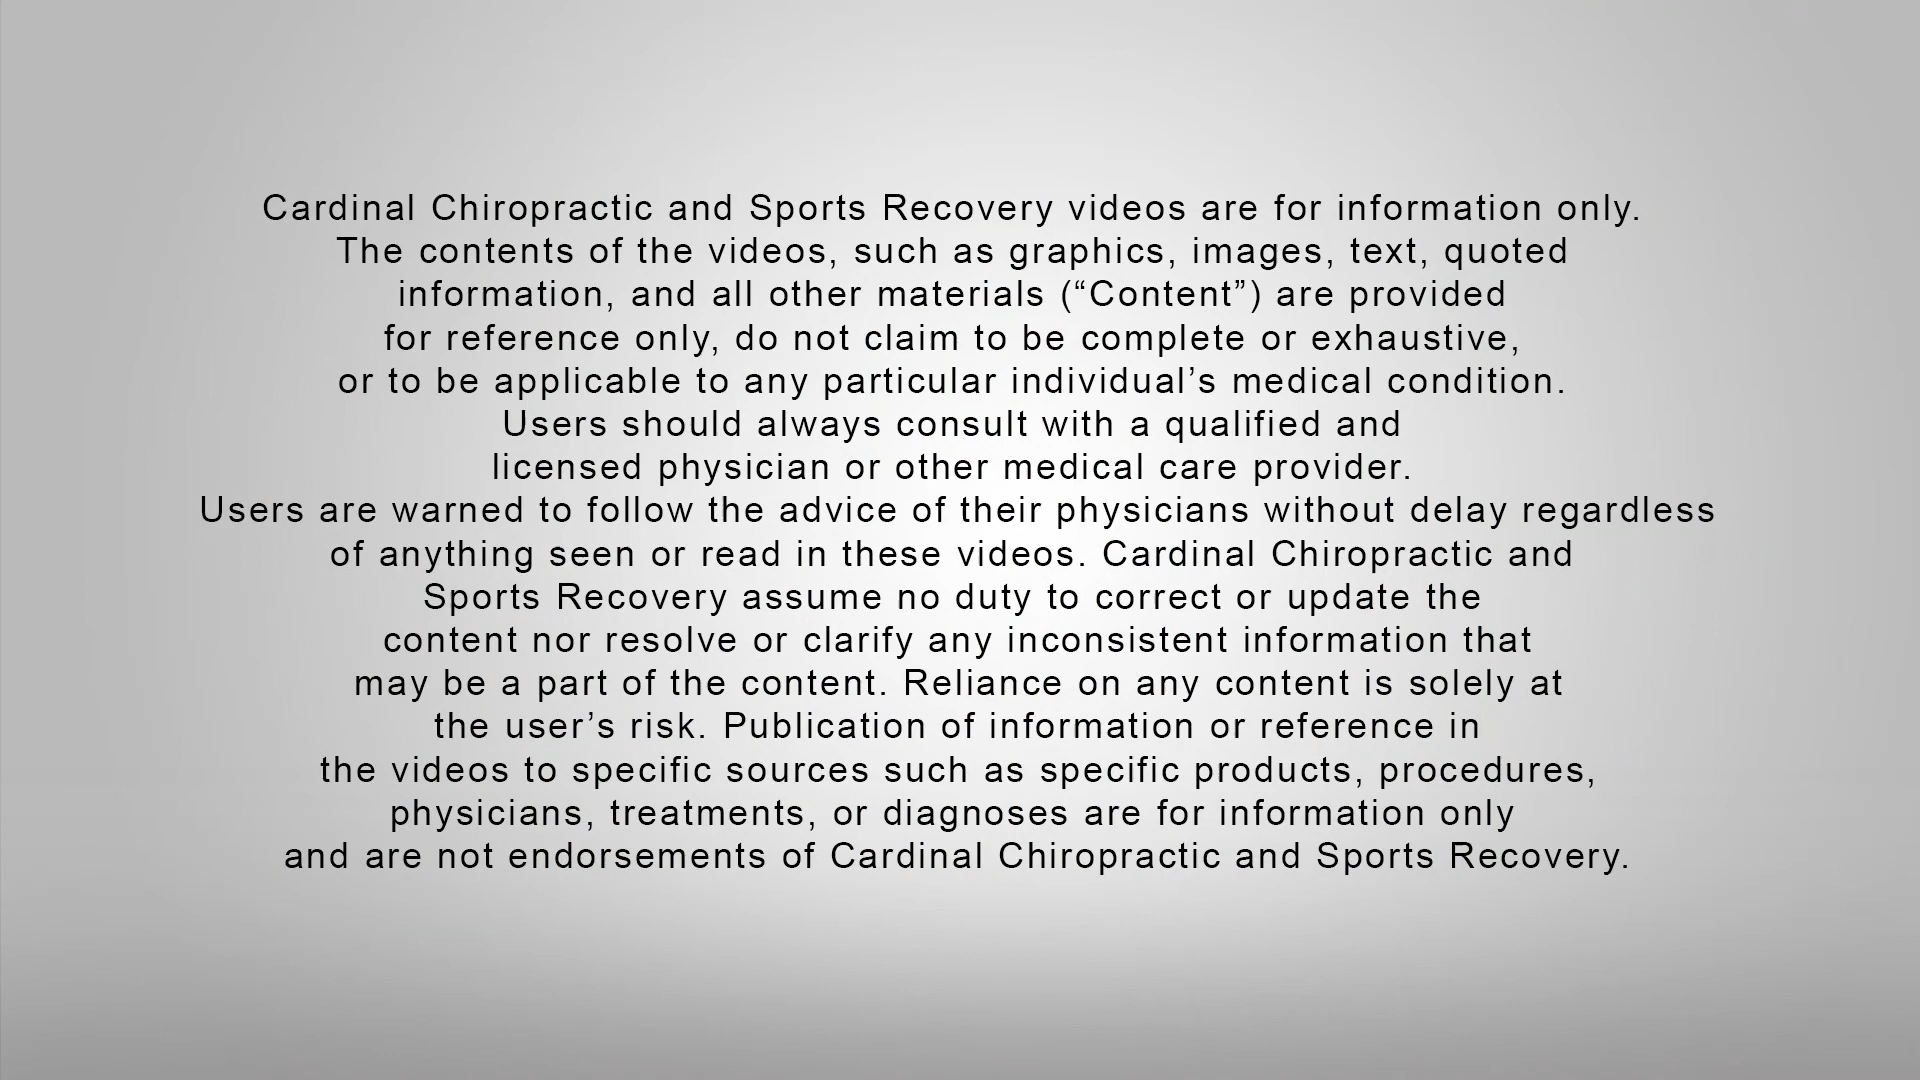 Cardinal Chiropractic and Sports Recovery videos are for information only.
The contents of the videos, such as graphics, images, text, quoted
information, and all other materials (“Content”) are provided
for reference only, do not claim to be complete or exhaustive,
or to be applicable to any particular individual’s medical condition.
Users should always consult with a qualified and
licensed physician or other medical care provider.
Users are warned to follow the advice of their physicians without delay regardless
of anything seen or read in these videos. Cardinal Chiropractic and
Sports Recovery assume no duty to correct or update the
content nor resolve or clarify any inconsistent information that
may be a part of the content. Reliance on any content is solely at
the user’s risk. Publication of information or reference in
the videos to specific sources such as specific products, procedures,
physicians, treatments, or diagnoses are for information only
and are not endorsements of Cardinal Chiropractic and Sports Recovery.